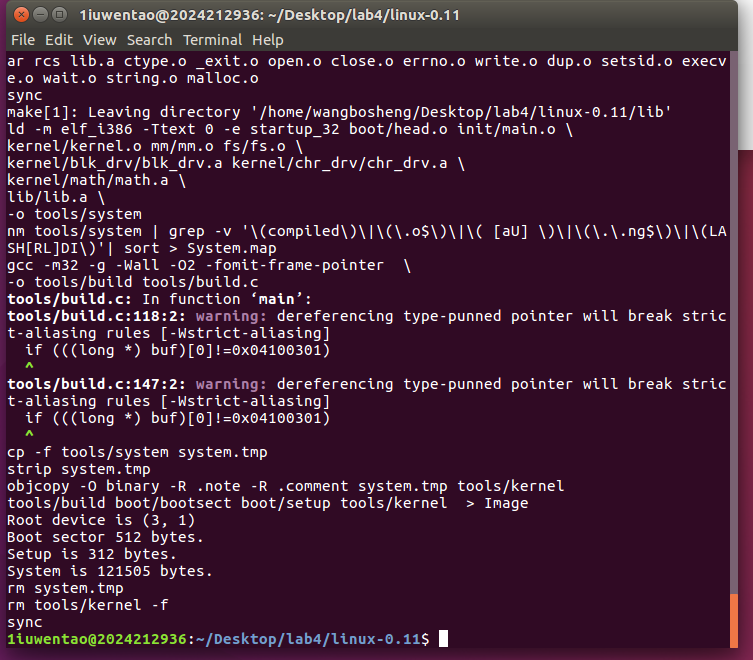 1iuwentao@2024212936: ~/Desktop/lab4/linux-0.11
File Edit View Search Terminal Help
ar rcs lib.a ctype.o _exit.o open.o close.o errno.o write.o dup.o setsid.o execv
e.o wait.o string.o malloc.o
sync
make[1]: Leaving directory '/home/wangbosheng/Desktop/lab4/linux-0.11/lib'
ld -m elf_i386 -Ttext 0 -e startup_32 boot/head.o init/main.o \
kernel/kernel.o mm/mm.o fs/fs.o \
kernel/blk_drv/blk_drv.a kernel/chr_drv/chr_drv.a \
kernel/math/math.a \
lib/lib.a \
-o tools/system
nm tools/system | grep -v '\(compiled\)\|\(\.o$\)\|\( [aU] \)\|\(\.\.ng$\)\|\(LA
SH[RL]DI\)'| sort > System.map
gcc -m32 -g -Wall -O2 -fomit-frame-pointer  \
-o tools/build tools/build.c
tools/build.c: In function ‘main’:
tools/build.c:118:2: warning: dereferencing type-punned pointer will break stric
t-aliasing rules [-Wstrict-aliasing]
  if (((long *) buf)[0]!=0x04100301)
  ^
tools/build.c:147:2: warning: dereferencing type-punned pointer will break stric
t-aliasing rules [-Wstrict-aliasing]
  if (((long *) buf)[0]!=0x04100301)
  ^
cp -f tools/system system.tmp
strip system.tmp
objcopy -O binary -R .note -R .comment system.tmp tools/kernel
tools/build boot/bootsect boot/setup tools/kernel  > Image
Root device is (3, 1)
Boot sector 512 bytes.
Setup is 312 bytes.
System is 121505 bytes.
rm system.tmp
rm tools/kernel -f
sync
1iuwentao@2024212936:~/Desktop/lab4/linux-0.11$